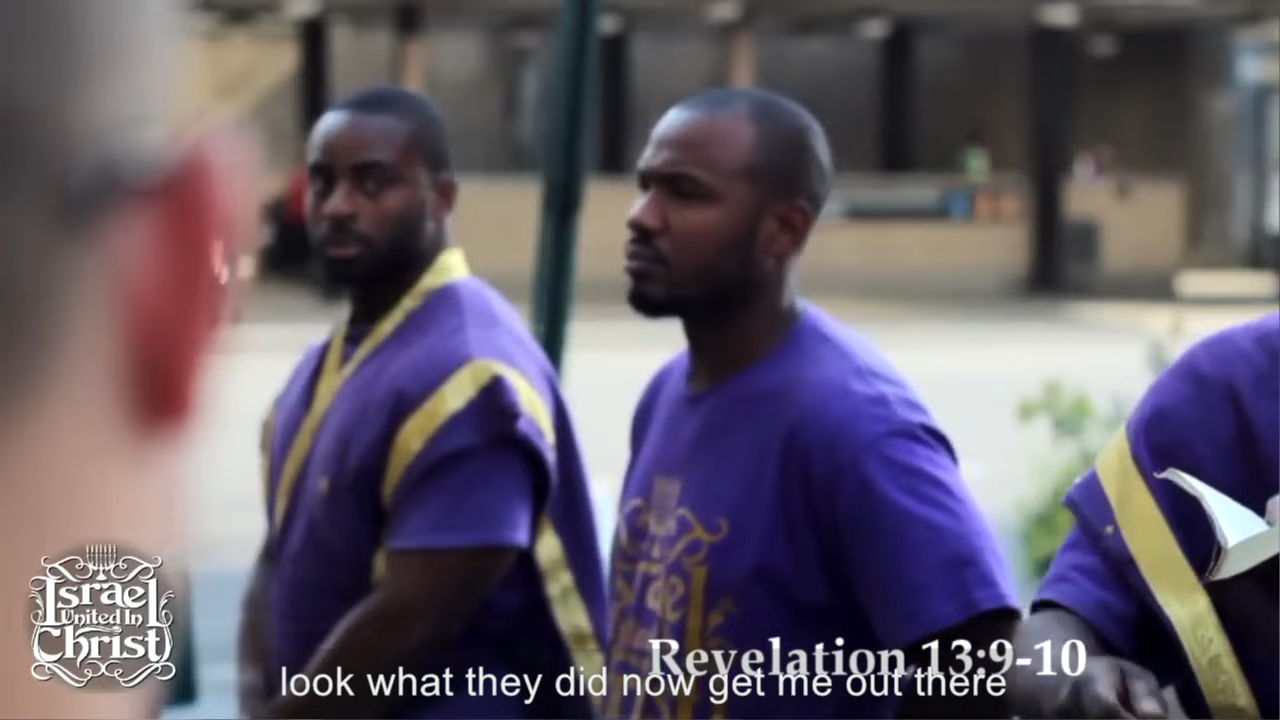 Israel
United In
Christ
Revelation 13:9-10
look what they did now get me out there